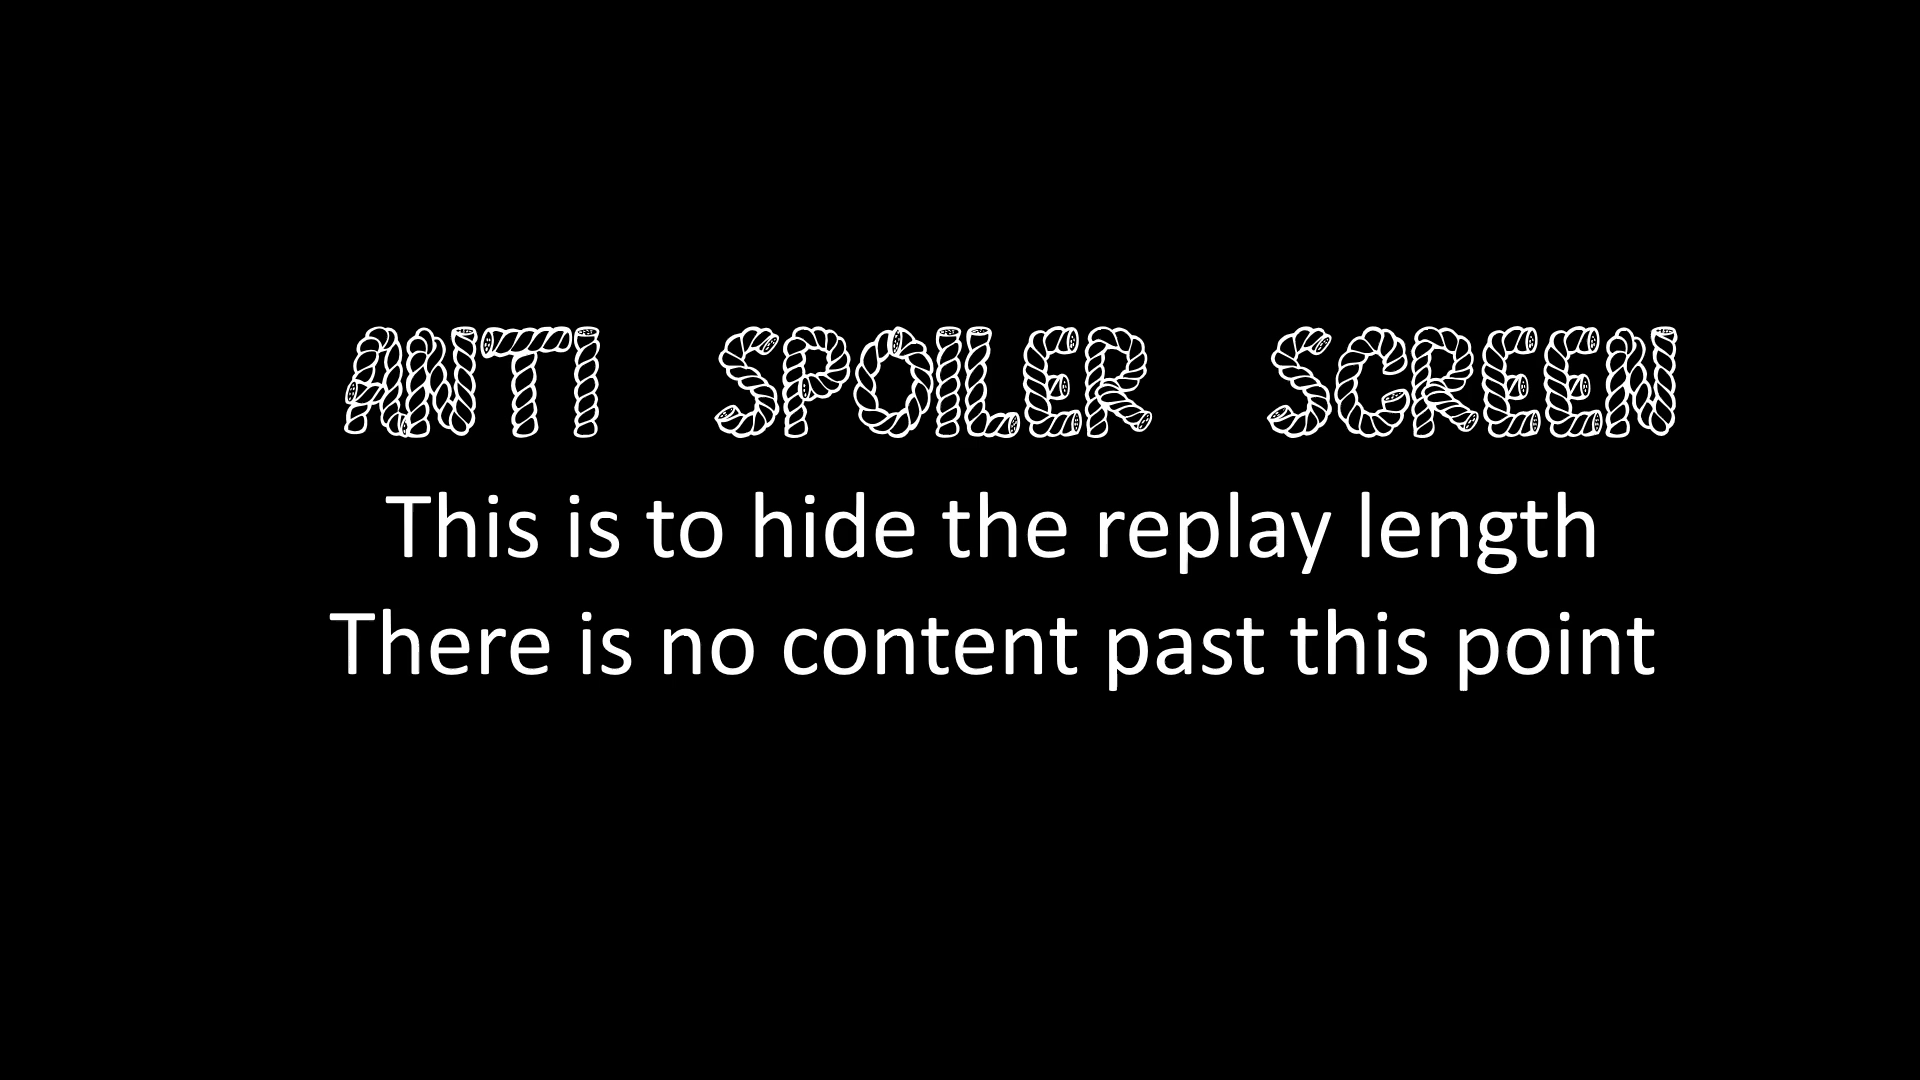 ANTI SPOILER SCREEN
This is to hide the replay length
There is no content past this point